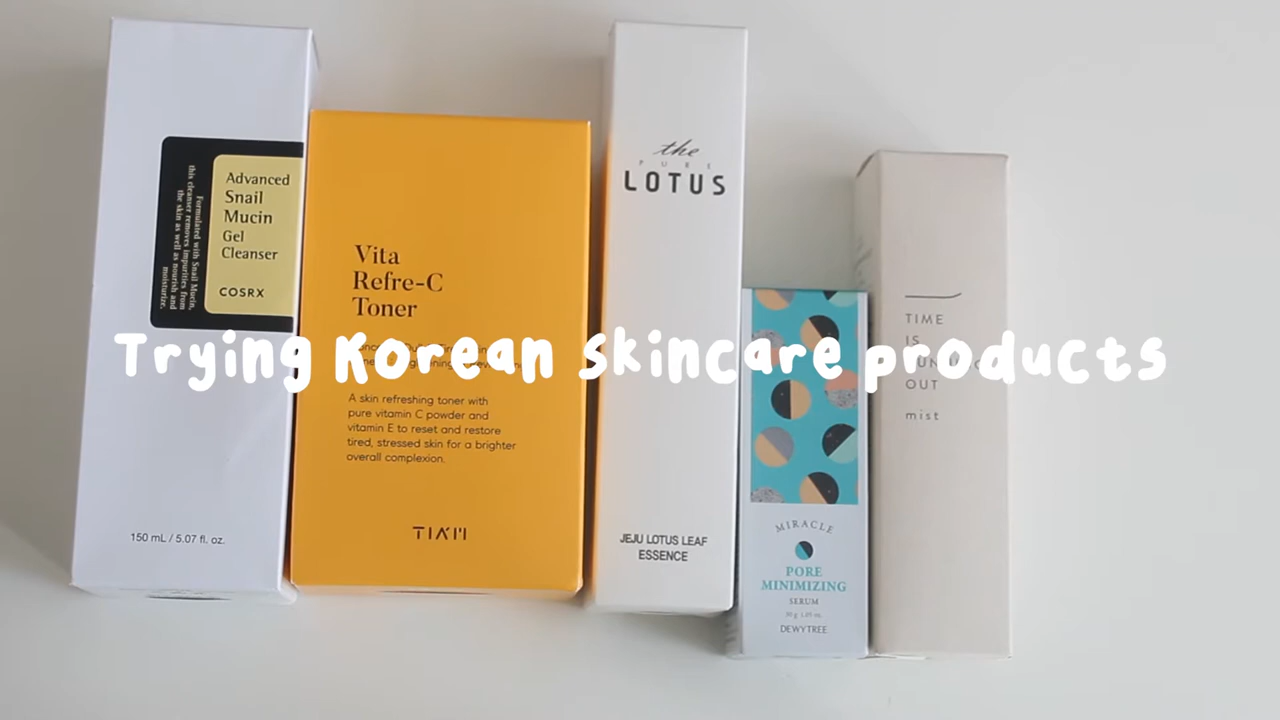 Advanced
Snail
Mucin
Gel
Cleanser
COSRX
Formulated with Snail Mucin,
this cleanser removes impurities from
the skin as well as nourish and
moisturize.
150 mL / 5.07 fl. oz.
Vita
Refre-C
Toner
A skin refreshing toner with
pure vitamin C powder and
vitamin E to reset and restore
tired, stressed skin for a brighter
overall complexion.
TIA'M
the
PURE
LOTUS
JEJU LOTUS LEAF
ESSENCE
MIRACLE
PORE
MINIMIZING
SERUM
DEWYTREE
TIME
IS
OUT
mist
Trying Korean Skincare products